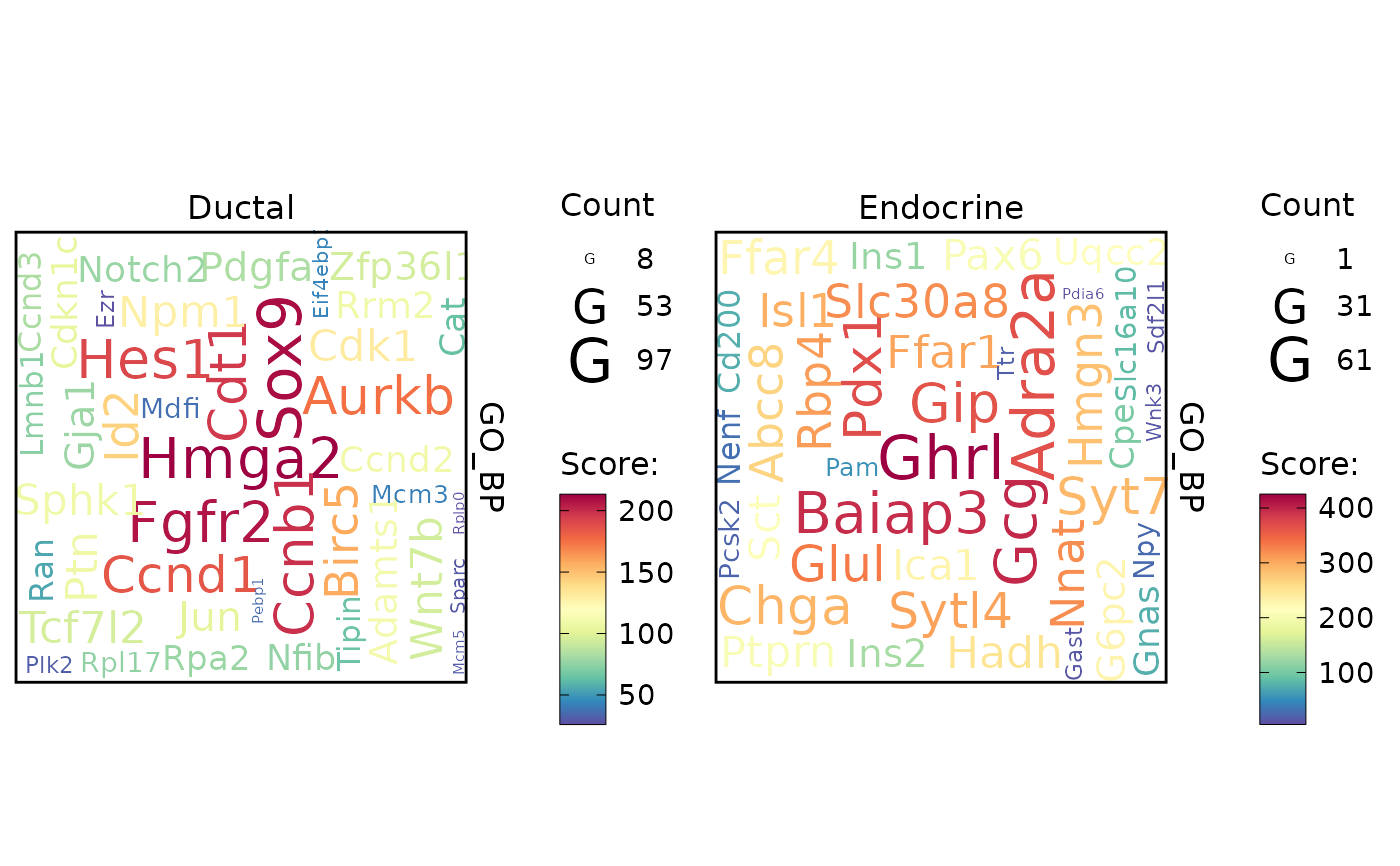 Ductal
Ccnd3
Cdkn1c
Notch2
Pdgfa
Eif4ebp
Zfp36l1
Ezr
Npm1
Rrm2
Cat
Lmnb1
Hes1
Cdt1
Sox9
Cdk1
Gja1
Id2
Mdfi
Aurkb
Hmga2
Ccnd2
Sphk1
Fgfr2
Ccnb1
Birc5
Mcm3
Rplp0
Ran
Ptn
Ccnd1
Adamts1
Wnt7b
Sparc
Tcf7l2
Jun
Pebp1
Tipin
Plk2
Rpl17
Rpa2
Nfib
Mcm5
GO_BP
Count
G 8
G 53
G 97
Score:
200
150
100
50
Endocrine
Ffar4
Ins1
Pax6
Uqcc2
Cd200
Isl1
Slc30a8
Adra2a
Pdia6
Slc16a10
Sdf2l1
Abcc8
Rbp4
Pdx1
Ffar1
Ttr
Hmgn3
Nenf
Gip
Cpe
Wnk3
Pam
Ghrl
Pcsk2
Sct
Baiap3
Gcg
Syt7
Glul
Ica1
Nnat
Npy
Chga
Sytl4
G6pc2
Gnas
Ptprn
Ins2
Hadh
Gast
GO_BP
Count
G 1
G 31
G 61
Score:
400
300
200
100